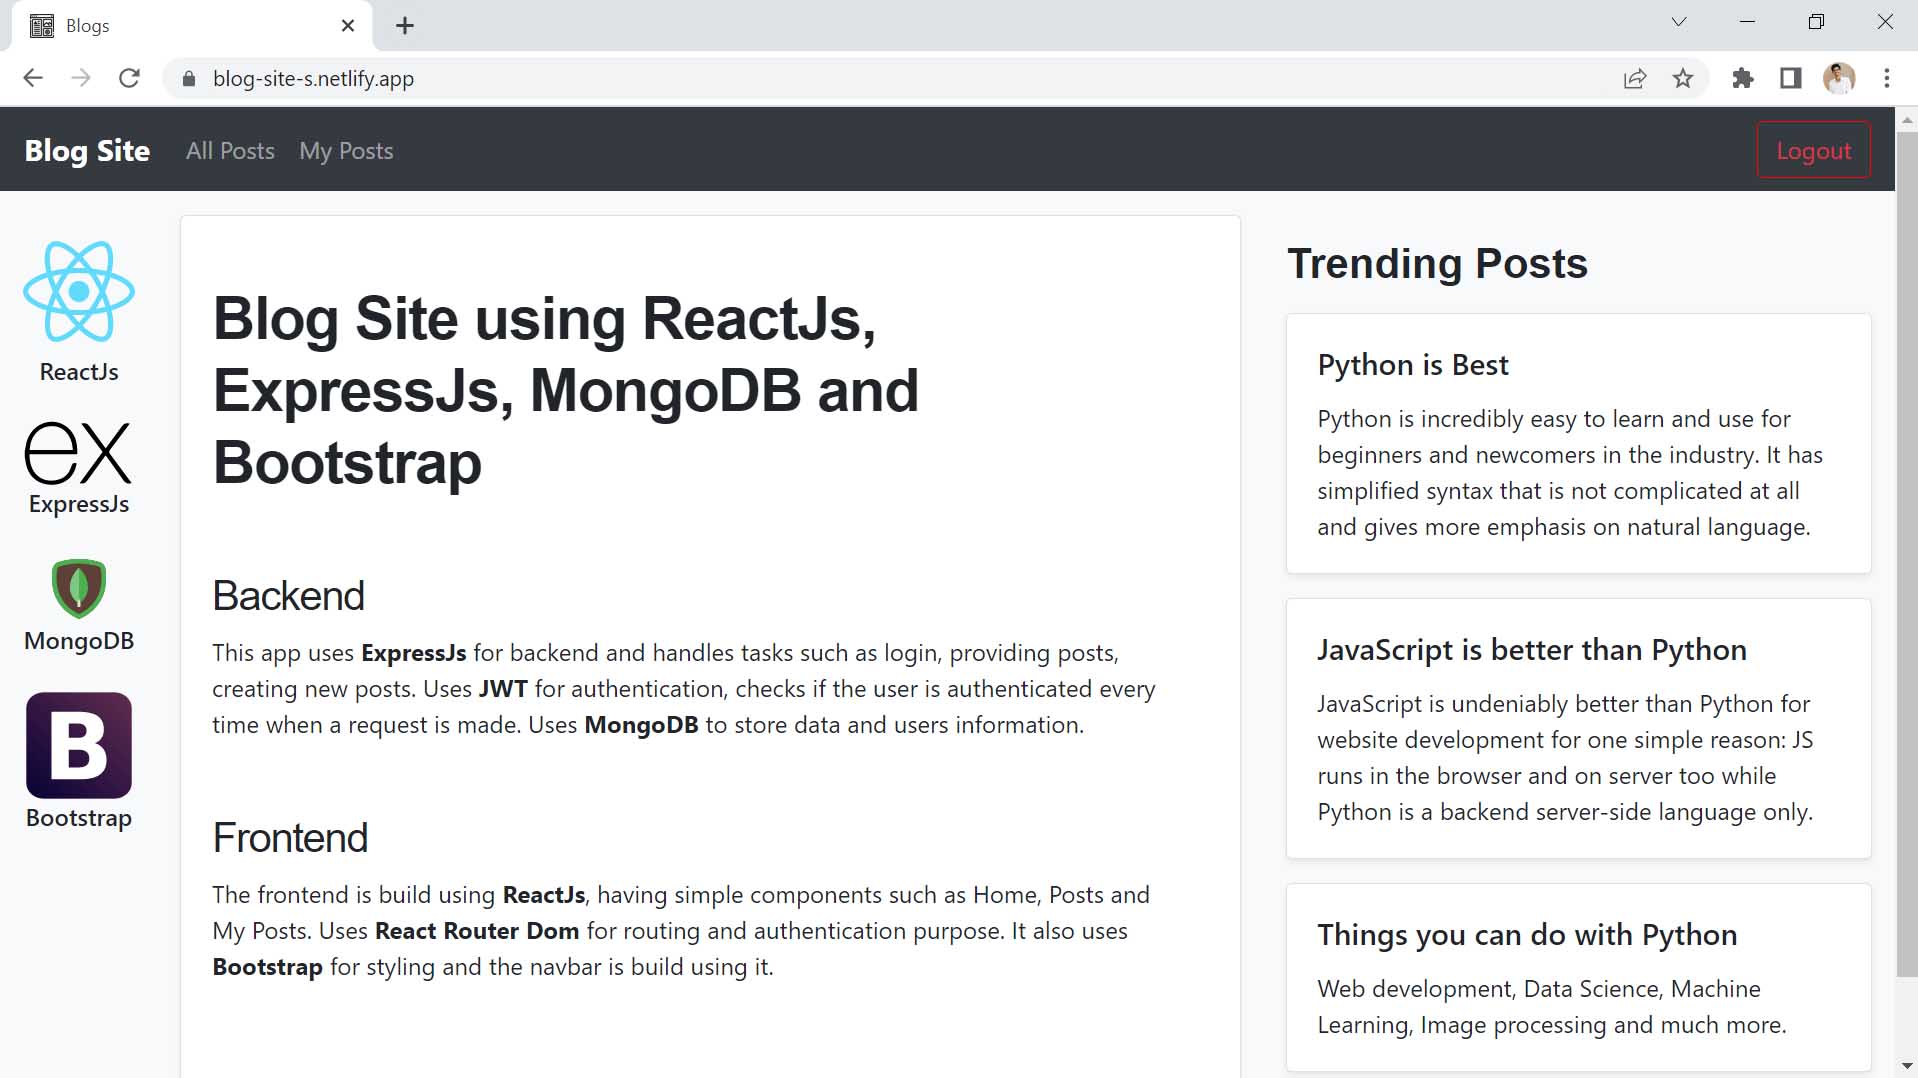 Blogs
blog-site-s.netlify.app
Blog Site All Posts My Posts Logout
ReactJs
ex
ExpressJs
MongoDB
B
Bootstrap
Blog Site using ReactJs,
ExpressJs, MongoDB and
Bootstrap
Backend
This app uses ExpressJs for backend and handles tasks such as login, providing posts,
creating new posts. Uses JWT for authentication, checks if the user is authenticated every
time when a request is made. Uses MongoDB to store data and users information.
Frontend
The frontend is build using ReactJs, having simple components such as Home, Posts and
My Posts. Uses React Router Dom for routing and authentication purpose. It also uses
Bootstrap for styling and the navbar is build using it.
Trending Posts
Python is Best
Python is incredibly easy to learn and use for
beginners and newcomers in the industry. It has
simplified syntax that is not complicated at all
and gives more emphasis on natural language.
JavaScript is better than Python
JavaScript is undeniably better than Python for
website development for one simple reason: JS
runs in the browser and on server too while
Python is a backend server-side language only.
Things you can do with Python
Web development, Data Science, Machine
Learning, Image processing and much more.